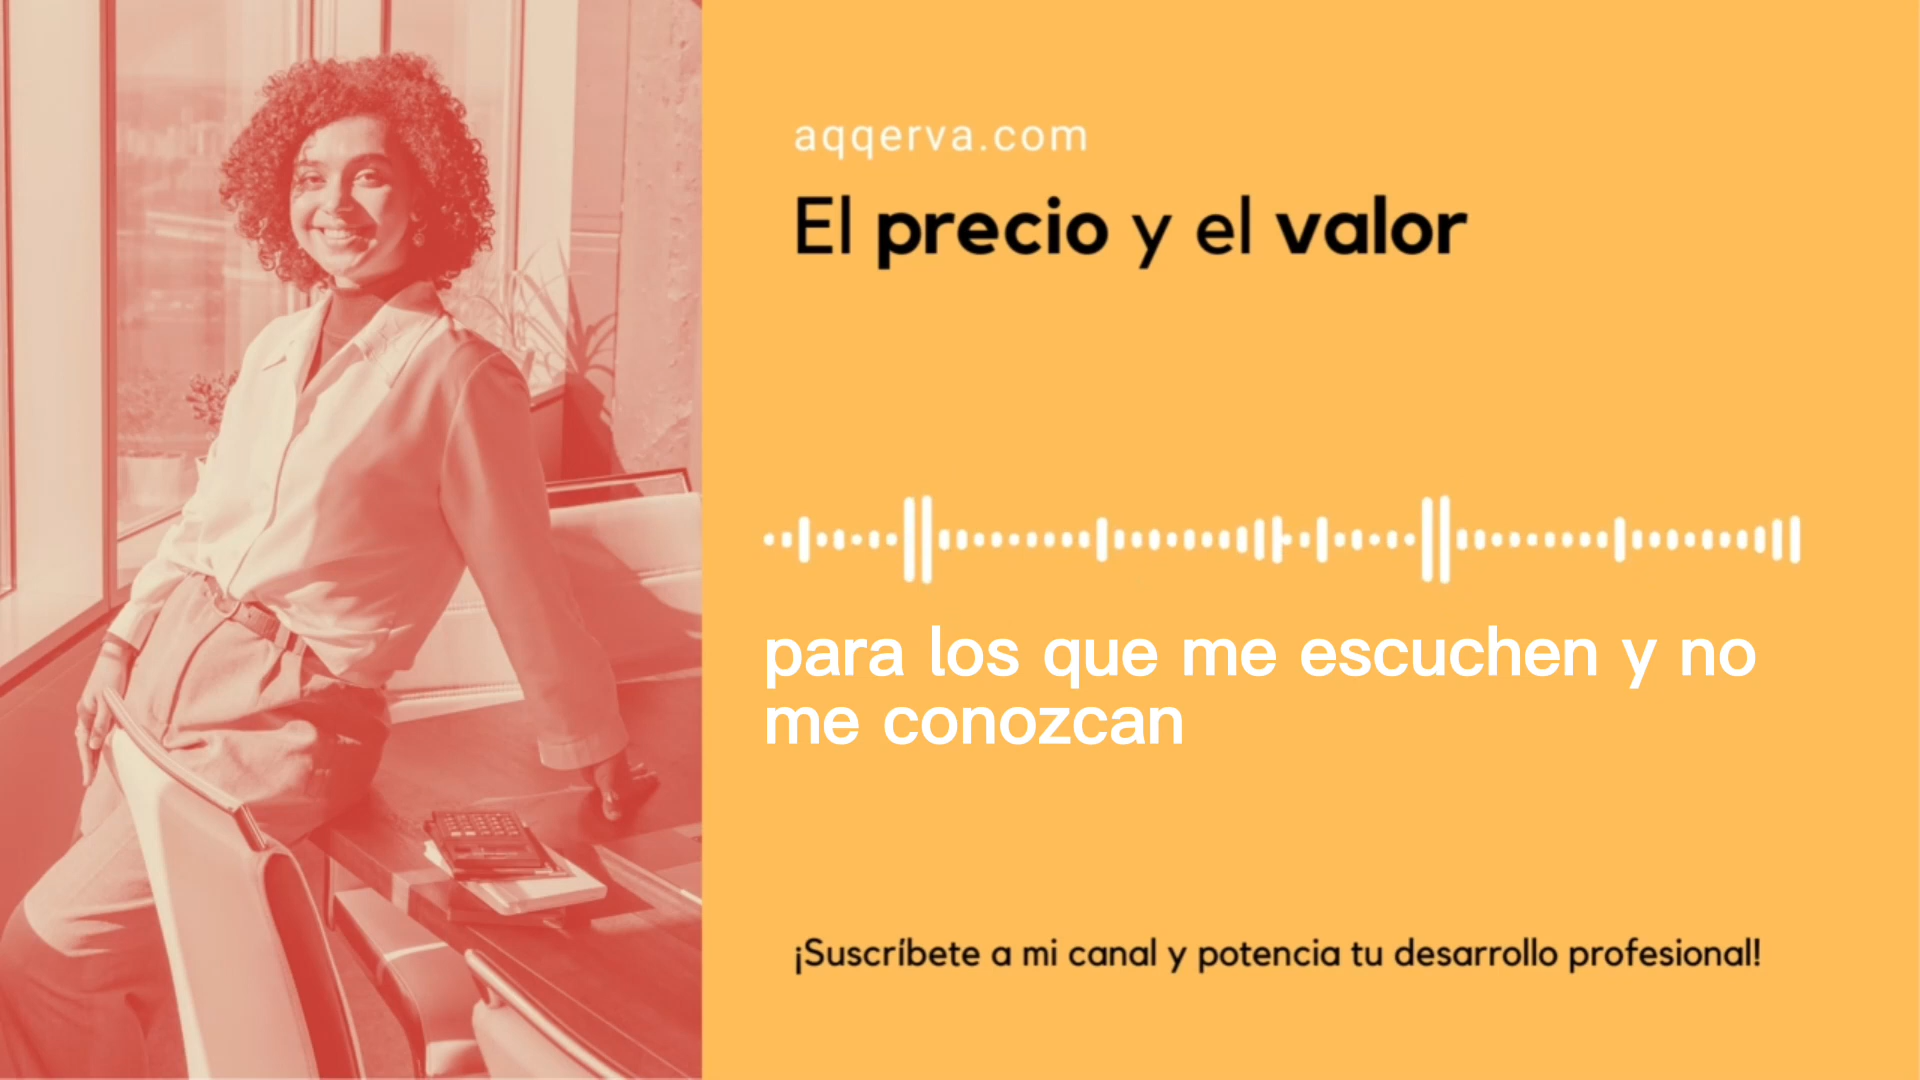 aqqerva.com
El precio y el valor
para los que me escuchen y no
me conozcan
¡Suscríbete a mi canal y potencia tu desarrollo profesional!